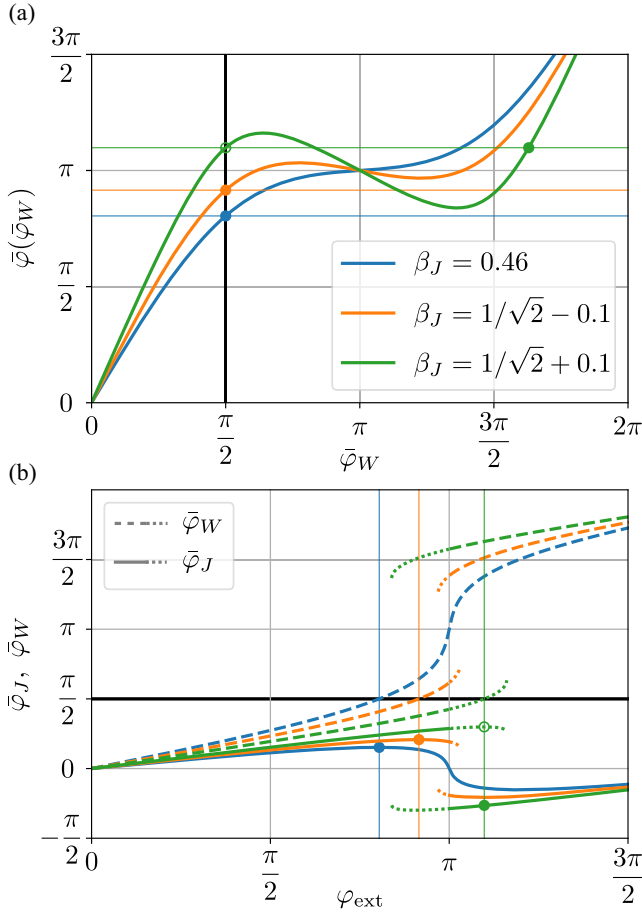 (a)
3π/2
π
π/2
0
φ̄(φ̄_W)
β_J = 0.46
β_J = 1/√2 − 0.1
β_J = 1/√2 + 0.1
0
π/2
π
3π/2
2π
φ̄_W
(b)
φ̄_W
φ̄_J
3π/2
π
π/2
0
−π/2
φ̄_J, φ̄_W
0
π/2
π
3π/2
φ_ext